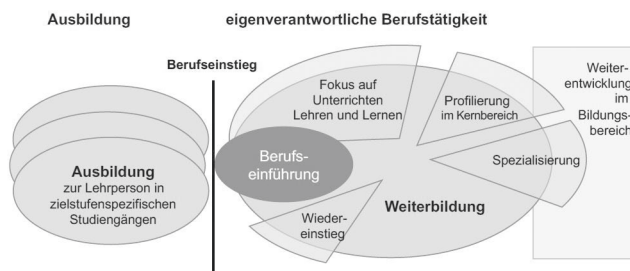 Ausbildung
eigenverantwortliche Berufstätigkeit
Berufseinstieg
Ausbildung
zur Lehrperson in
zielstufenspezifischen
Studiengängen
Berufs-
einführung
Fokus auf
Unterrichten
Lehren und Lernen
Profilierung
im Kernbereich
Weiter-
entwicklung
im
Bildungs-
bereich
Spezialisierung
Weiterbildung
Wieder-
einstieg